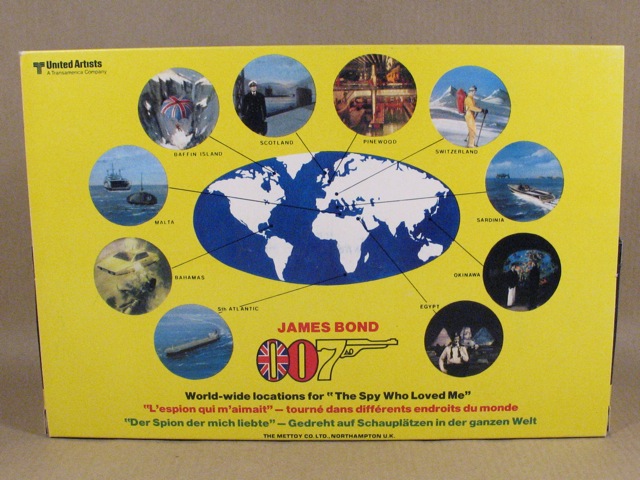 United Artists
A Transamerica Company
BAFFIN ISLAND
SCOTLAND
PINEWOOD
SWITZERLAND
MALTA
SARDINIA
BAHAMAS
OKINAWA
Sth ATLANTIC
EGYPT
JAMES BOND
007
World-wide locations for "The Spy Who Loved Me"
"L'espion qui m'aimait" — tourné dans différents endroits du monde
"Der Spion der mich liebte" — Gedreht auf Schauplätzen in der ganzen Welt
THE METTOY CO. LTD., NORTHAMPTON U.K.